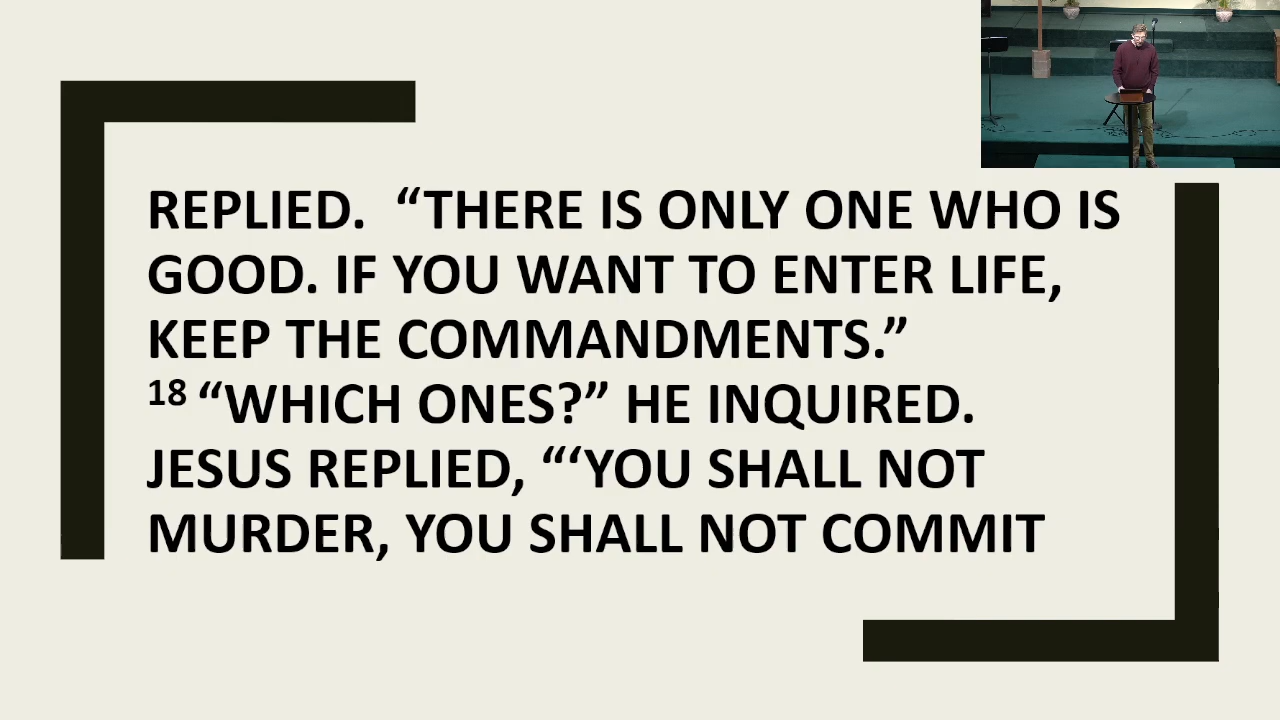 REPLIED.  “THERE IS ONLY ONE WHO IS
GOOD. IF YOU WANT TO ENTER LIFE,
KEEP THE COMMANDMENTS.”
18 “WHICH ONES?” HE INQUIRED.
JESUS REPLIED, “‘YOU SHALL NOT
MURDER, YOU SHALL NOT COMMIT